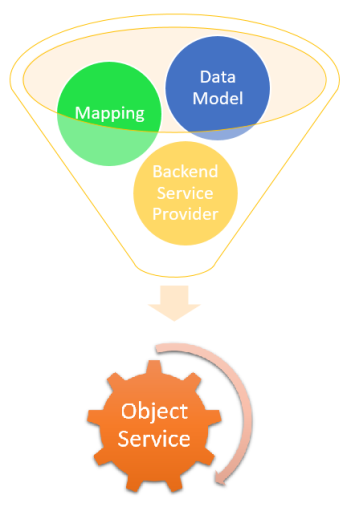 Data
Model
Mapping
Backend
Service
Provider
Object
Service